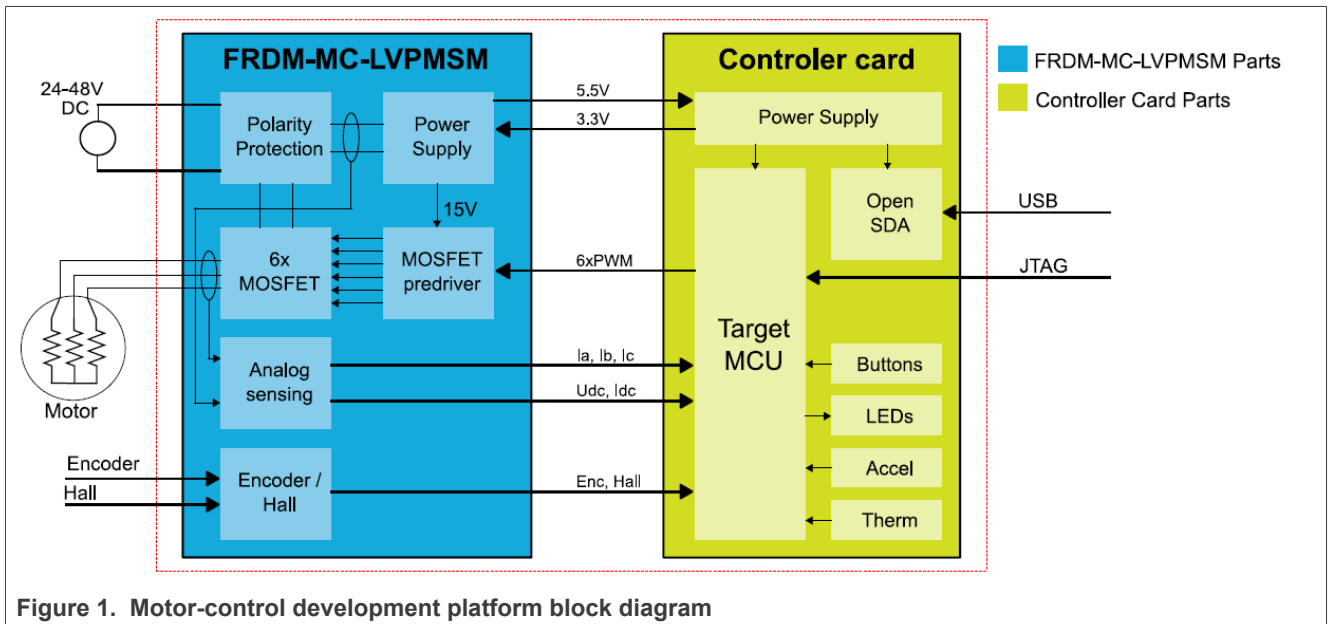 FRDM-MC-LVPMSM
Controler card
FRDM-MC-LVPMSM Parts
Controller Card Parts
24-48V
DC
Polarity
Protection
Power
Supply
5.5V
3.3V
Power Supply
15V
Open
SDA
USB
JTAG
6x
MOSFET
MOSFET
predriver
6xPWM
Target
MCU
Motor
Analog
sensing
Ia, Ib, Ic
Udc, Idc
Buttons
LEDs
Accel
Therm
Encoder
Hall
Encoder /
Hall
Enc, Hall
Figure 1. Motor-control development platform block diagram